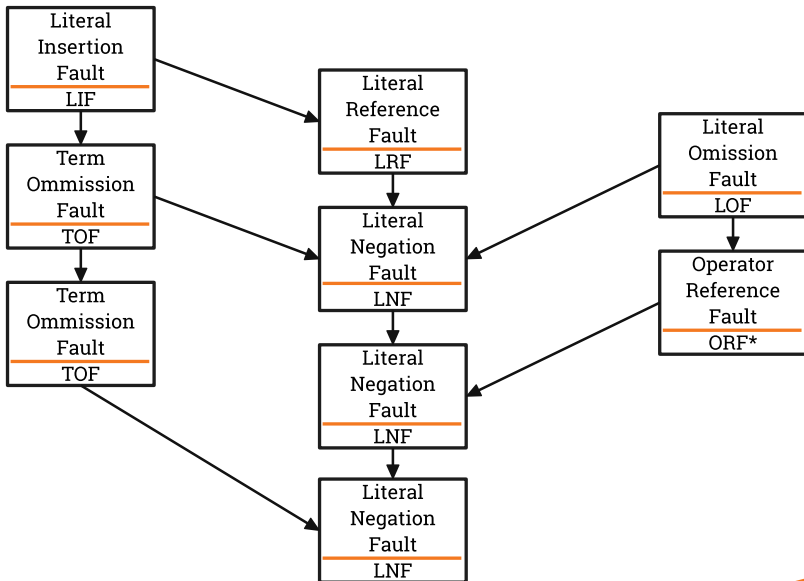 Literal
Insertion
Fault
LIF
Literal
Reference
Fault
LRF
Literal
Omission
Fault
LOF
Term
Ommission
Fault
TOF
Literal
Negation
Fault
LNF
Operator
Reference
Fault
ORF*
Term
Ommission
Fault
TOF
Literal
Negation
Fault
LNF
Literal
Negation
Fault
LNF